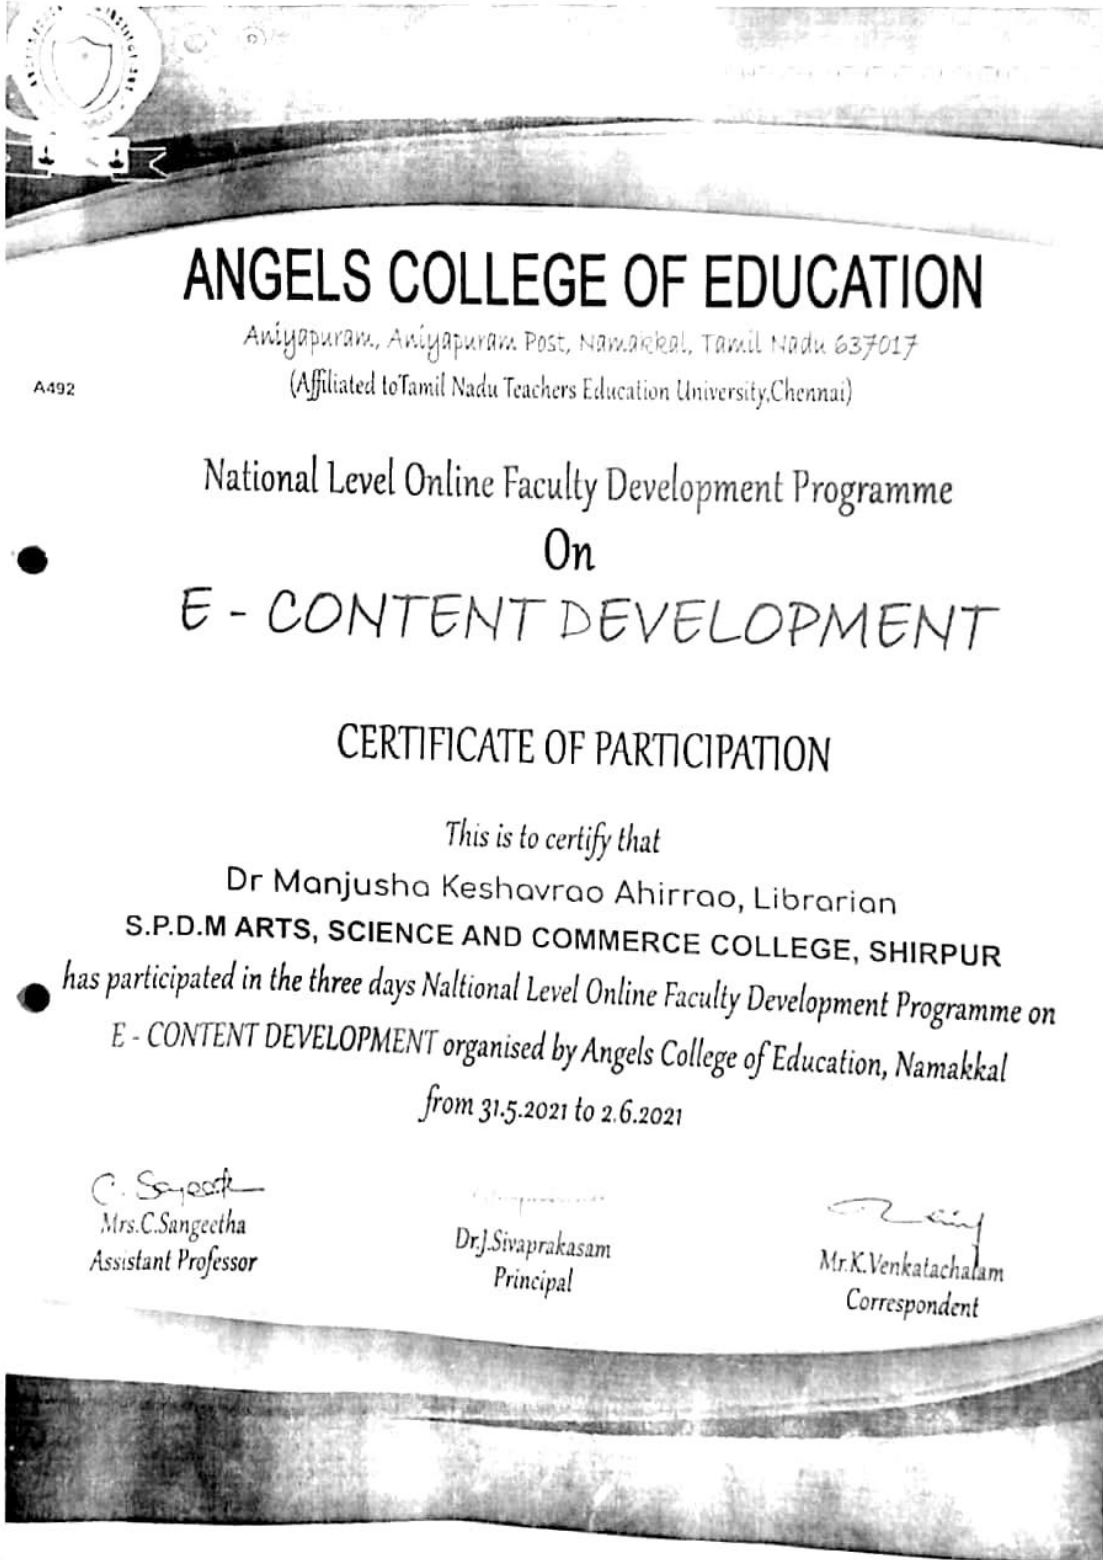 ANGELS COLLEGE OF EDUCATION
Aniyapuram, Aniyapuram Post, Namakkal, Tamil Nadu 637017
A492
(Affiliated toTamil Nadu Teachers Education University,Chennai)
National Level Online Faculty Development Programme
On
E - CONTENT DEVELOPMENT
CERTIFICATE OF PARTICIPATION
This is to certify that
Dr Manjusha Keshavrao Ahirrao, Librarian
S.P.D.M ARTS, SCIENCE AND COMMERCE COLLEGE, SHIRPUR
has participated in the three days Naltional Level Online Faculty Development Programme on
E - CONTENT DEVELOPMENT organised by Angels College of Education, Namakkal
from 31.5.2021 to 2.6.2021
Mrs.C.Sangeetha
Assistant Professor
Dr.J.Sivaprakasam
Principal
Mr.K.Venkatachalam
Correspondent